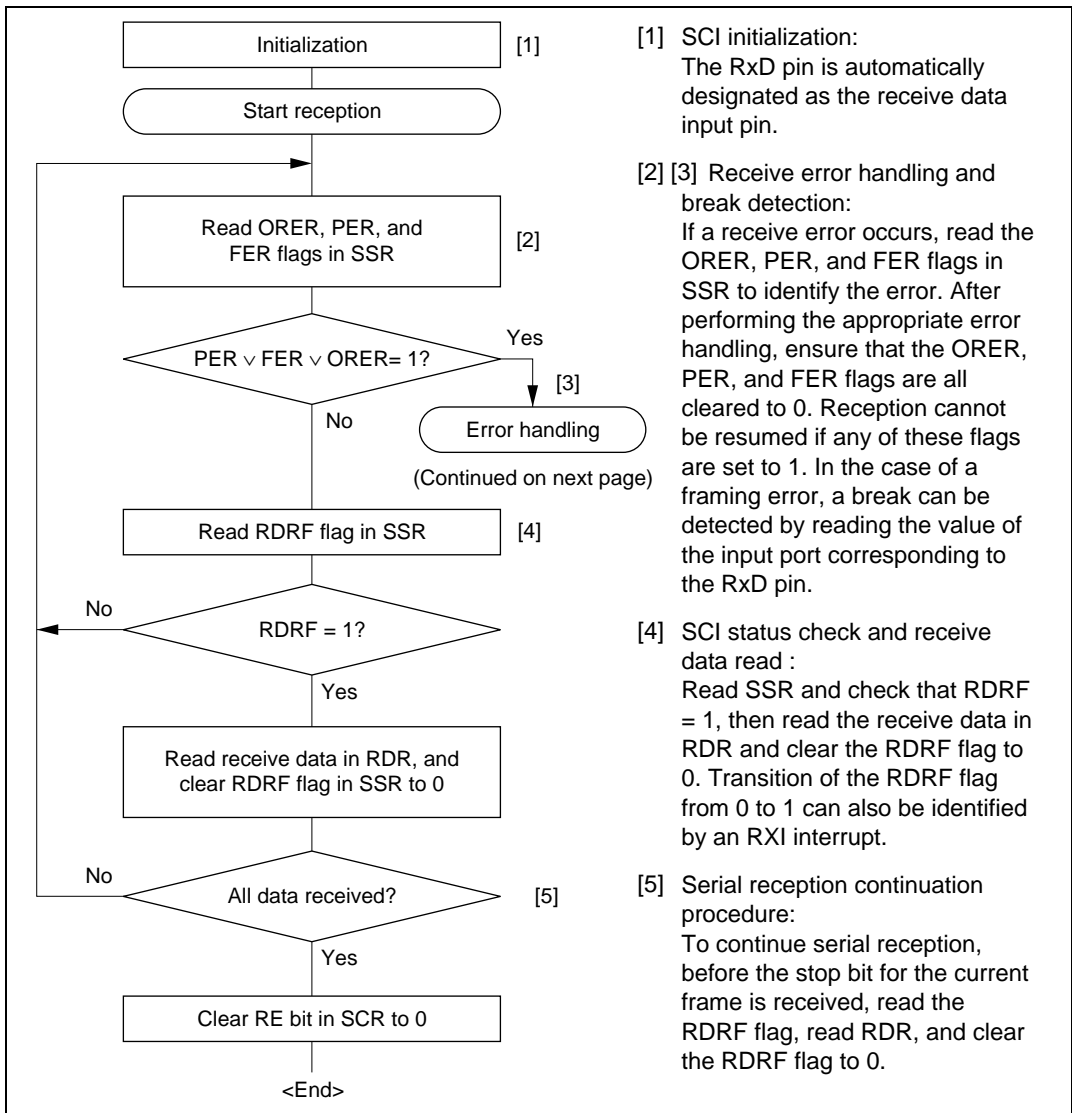 Initialization
[1]
Start reception
Read ORER, PER, and
FER flags in SSR
[2]
PER ∨ FER ∨ ORER= 1?
Yes
[3]
No
Error handling
(Continued on next page)
Read RDRF flag in SSR
[4]
No
RDRF = 1?
Yes
Read receive data in RDR, and
clear RDRF flag in SSR to 0
No
All data received?
[5]
Yes
Clear RE bit in SCR to 0
<End>
[1] SCI initialization:
The RxD pin is automatically
designated as the receive data
input pin.
[2] [3] Receive error handling and
break detection:
If a receive error occurs, read the
ORER, PER, and FER flags in
SSR to identify the error. After
performing the appropriate error
handling, ensure that the ORER,
PER, and FER flags are all
cleared to 0. Reception cannot
be resumed if any of these flags
are set to 1. In the case of a
framing error, a break can be
detected by reading the value of
the input port corresponding to
the RxD pin.
[4] SCI status check and receive
data read :
Read SSR and check that RDRF
= 1, then read the receive data in
RDR and clear the RDRF flag to
0. Transition of the RDRF flag
from 0 to 1 can also be identified
by an RXI interrupt.
[5] Serial reception continuation
procedure:
To continue serial reception,
before the stop bit for the current
frame is received, read the
RDRF flag, read RDR, and clear
the RDRF flag to 0.